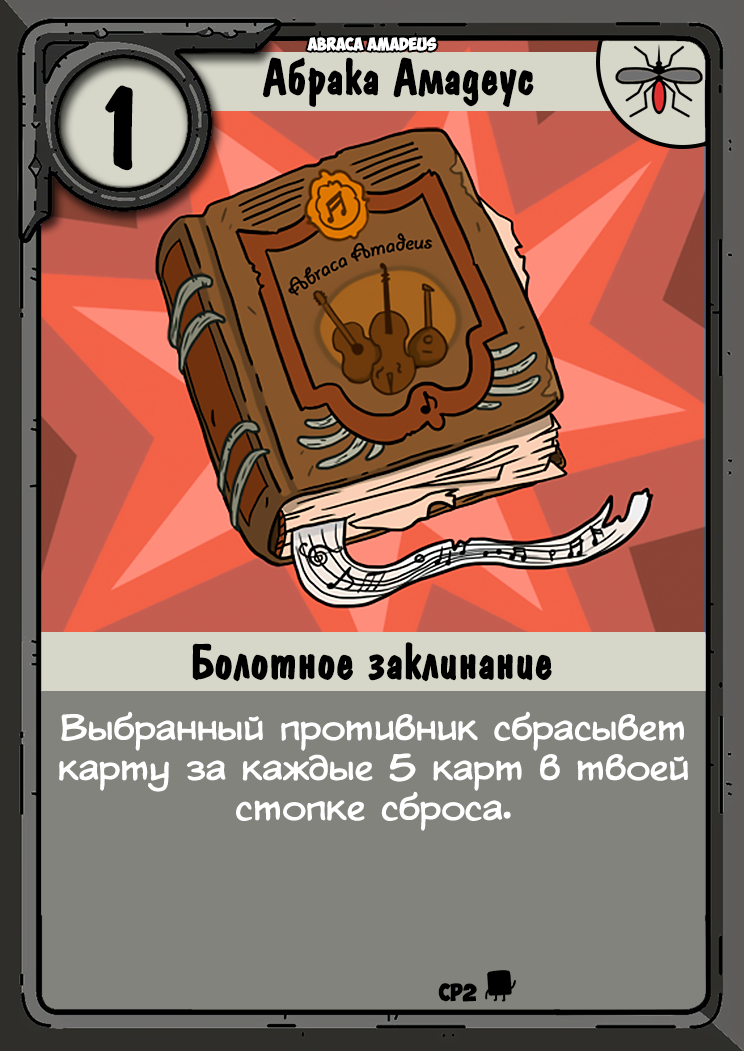 ABRACA AMADEUS
1
Абрака Амадеус
Abraca Amadeus
Болотное заклинание
Выбранный противник сбрасывет
карту за каждые 5 карт в твоей
стопке сброса.
CP2